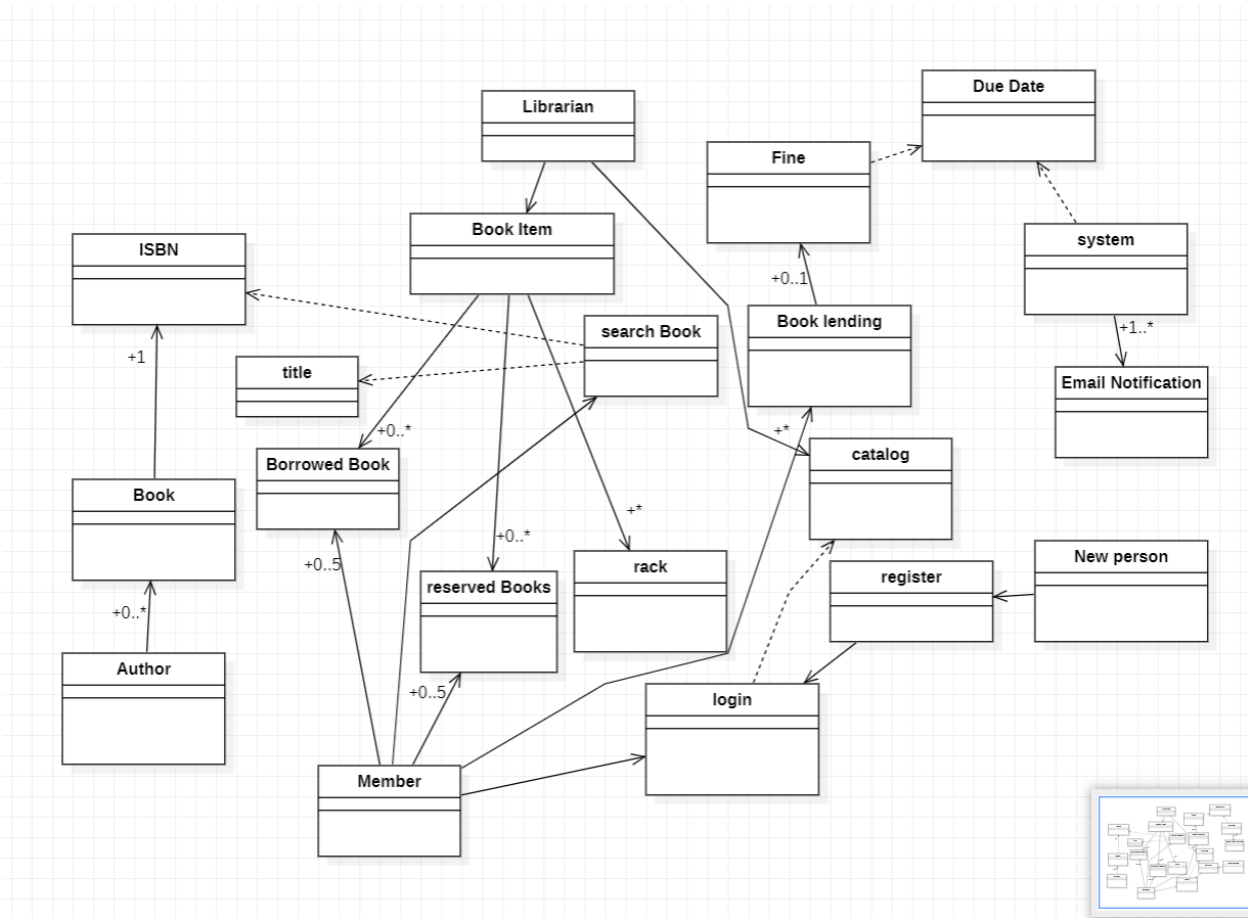 Due Date
Librarian
Fine
Book Item
system
ISBN
+0..1
Book lending
search Book
+1..*
+1
title
Email Notification
+0..*
+*
catalog
Borrowed Book
Book
+*
+0..*
New person
+0..5
rack
register
reserved Books
+0..*
Author
+0..5
login
Member